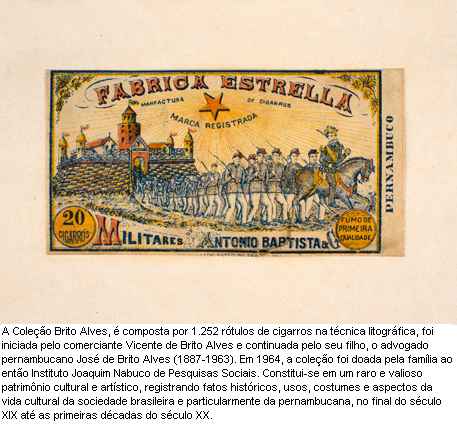 FABRICA ESTRELLA
MANFACTURA DE CIGARROS
MARCA REGISTRADA
PERNAMBUCO
20
CIGARROS
FUMO DE
PRIMEIRA
QUALIDADE
MILITARES ANTONIO BAPTISTA &
A Coleção Brito Alves, é composta por 1.252 rótulos de cigarros na técnica litográfica, foi
iniciada pelo comerciante Vicente de Brito Alves e continuada pelo seu filho, o advogado
pernambucano José de Brito Alves (1887-1963). Em 1964, a coleção foi doada pela família ao
então Instituto Joaquim Nabuco de Pesquisas Sociais. Constitui-se em um raro e valioso
patrimônio cultural e artístico, registrando fatos históricos, usos, costumes e aspectos da
vida cultural da sociedade brasileira e particularmente da pernambucana, no final do século
XIX até as primeiras décadas do século XX.